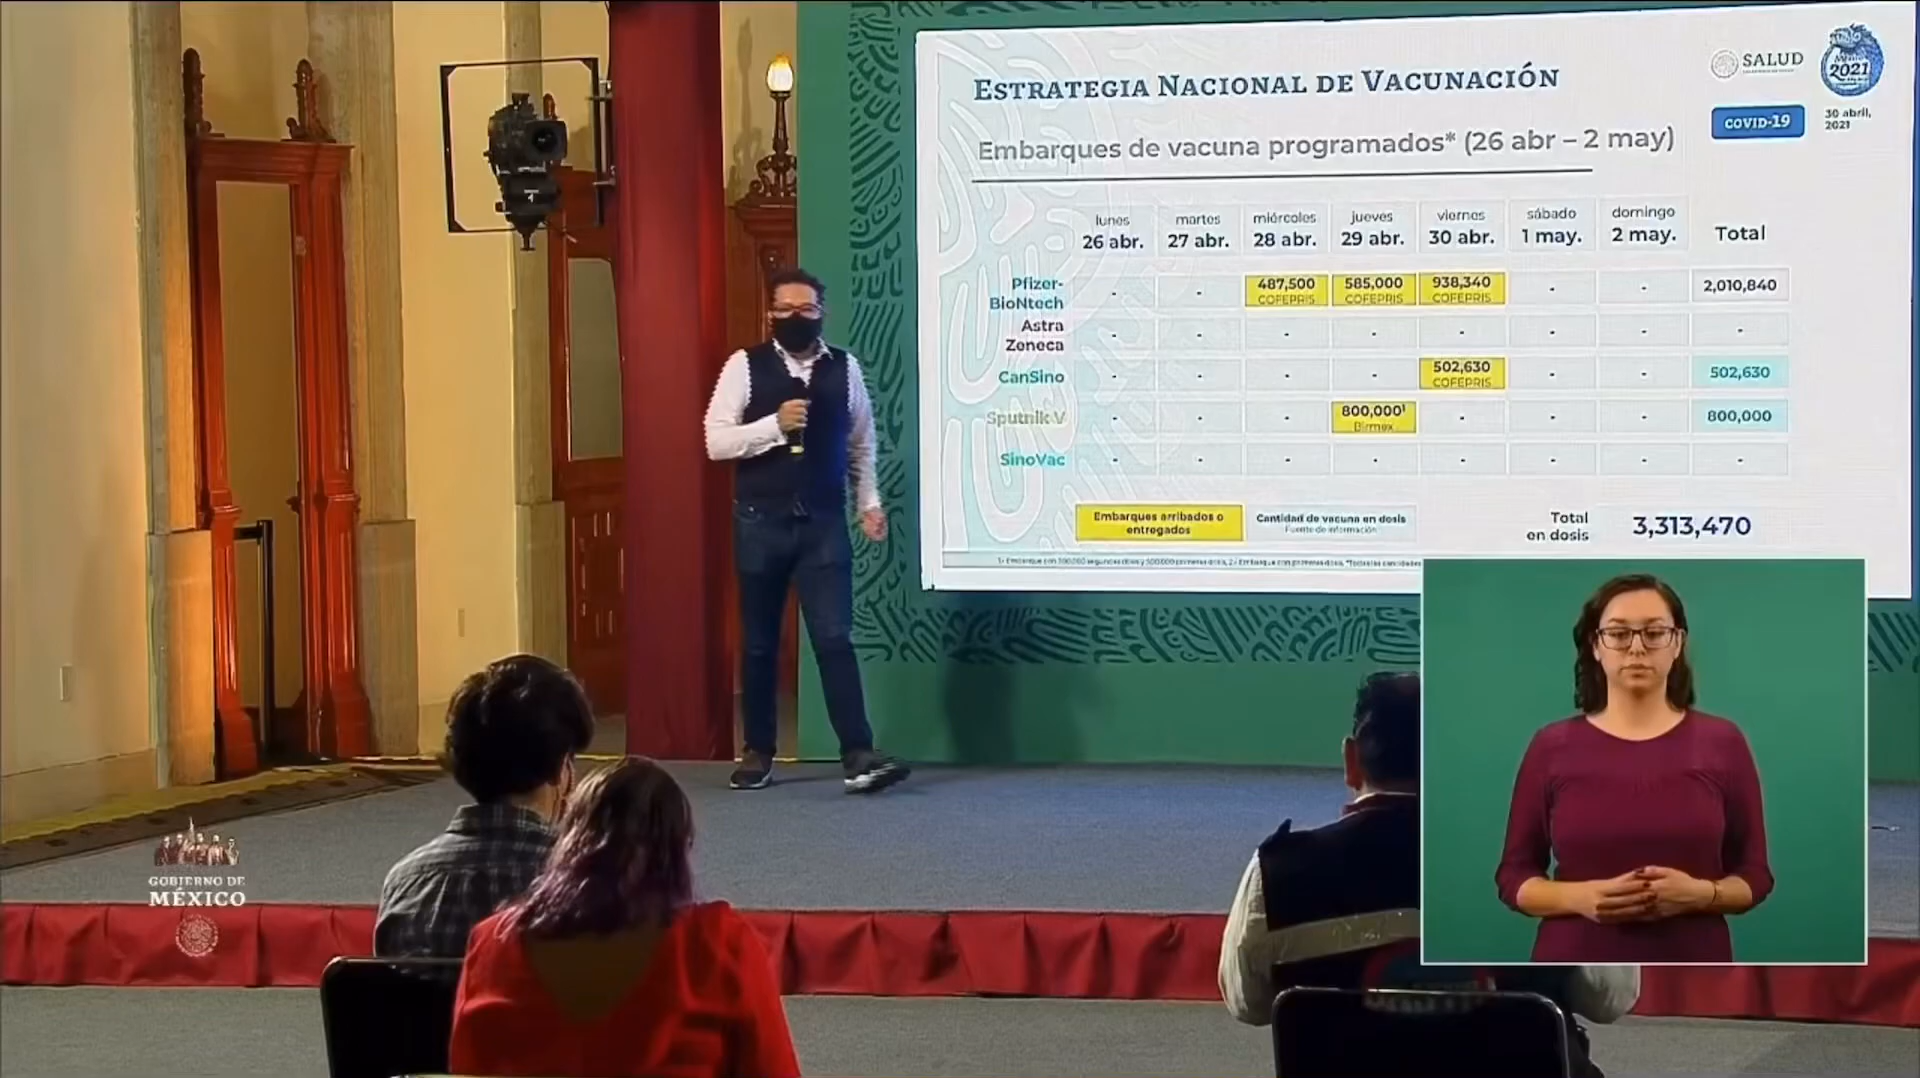 ESTRATEGIA NACIONAL DE VACUNACIÓN
SALUD
México
2021
COVID-19
30 abril,
2021
Embarques de vacuna programados* (26 abr – 2 may)
lunes martes miércoles jueves viernes sábado domingo
26 abr. 27 abr. 28 abr. 29 abr. 30 abr. 1 may. 2 may. Total
Pfizer-
BioNtech - - 487,500 585,000 938,340 - - 2,010,840
COFEPRIS COFEPRIS COFEPRIS
Astra
Zeneca - - - - - - - -
CanSino - - - - 502,630 - - 502,630
COFEPRIS
Sputnik V - - - 800,000¹ - - - 800,000
Birmex
SinoVac - - - - - - - -
Embarques arribados o
entregados
Cantidad de vacuna en dosis
Fuente de información
Total
en dosis 3,313,470
GOBIERNO DE
MÉXICO